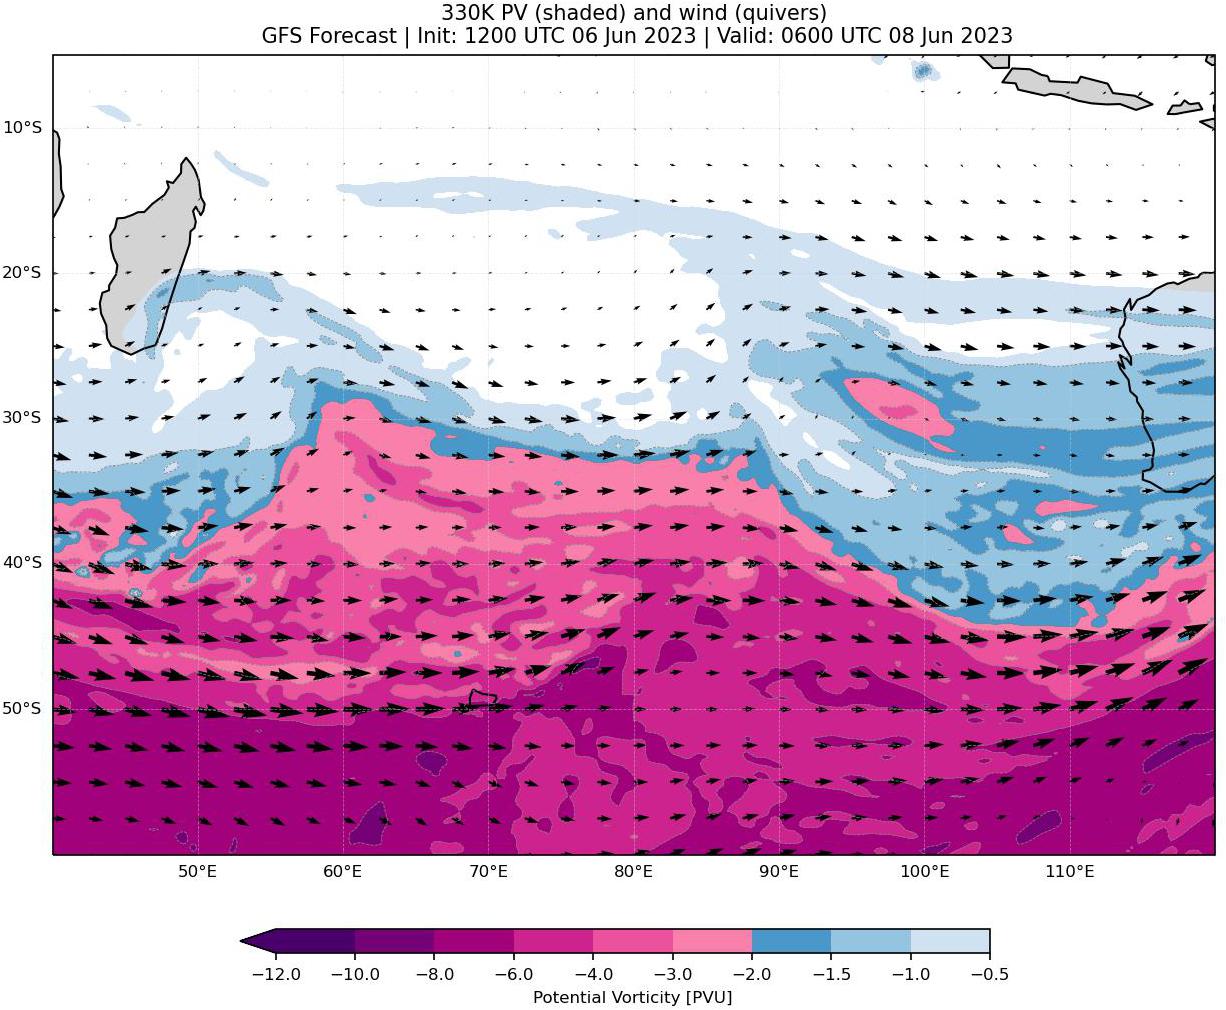 330K PV (shaded) and wind (quivers)
GFS Forecast | Init: 1200 UTC 06 Jun 2023 | Valid: 0600 UTC 08 Jun 2023
10°S
20°S
30°S
40°S
50°S
50°E 60°E 70°E 80°E 90°E 100°E 110°E
−12.0 −10.0 −8.0 −6.0 −4.0 −3.0 −2.0 −1.5 −1.0 −0.5
Potential Vorticity [PVU]